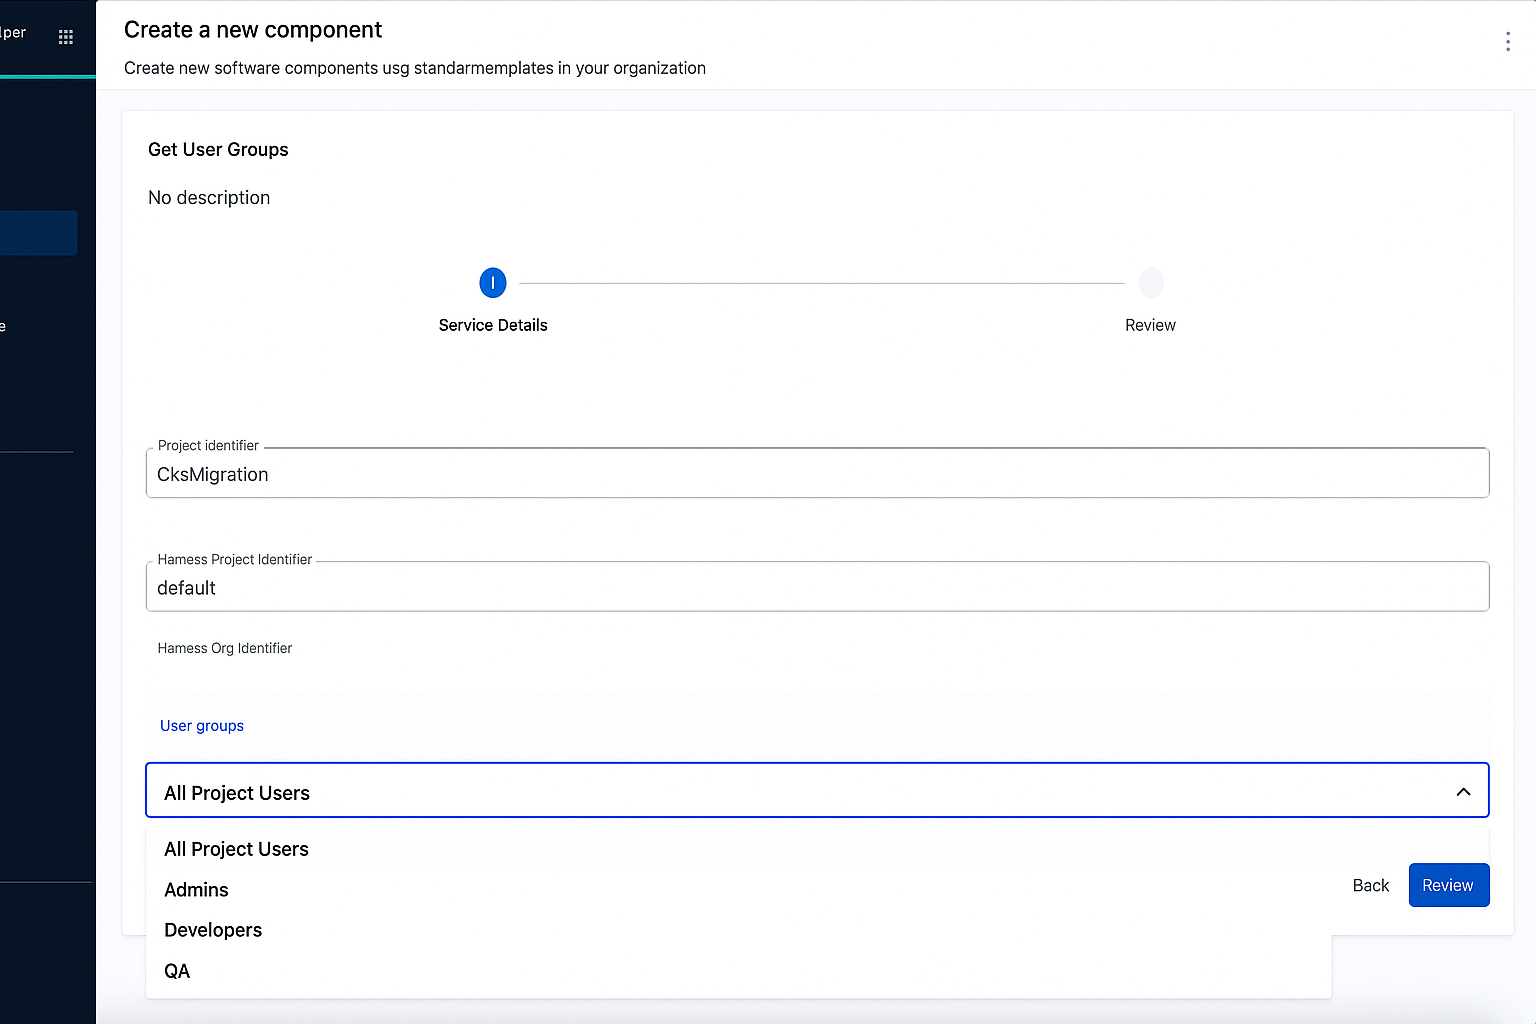 lper
Create a new component
Create new software components usg standarmemplates in your organization
Get User Groups
No description
Service Details
Review
e
Project identifier
CksMigration
Hamess Project Identifier
default
Hamess Org Identifier
User groups
All Project Users
All Project Users
Admins
Developers
QA
Back
Review